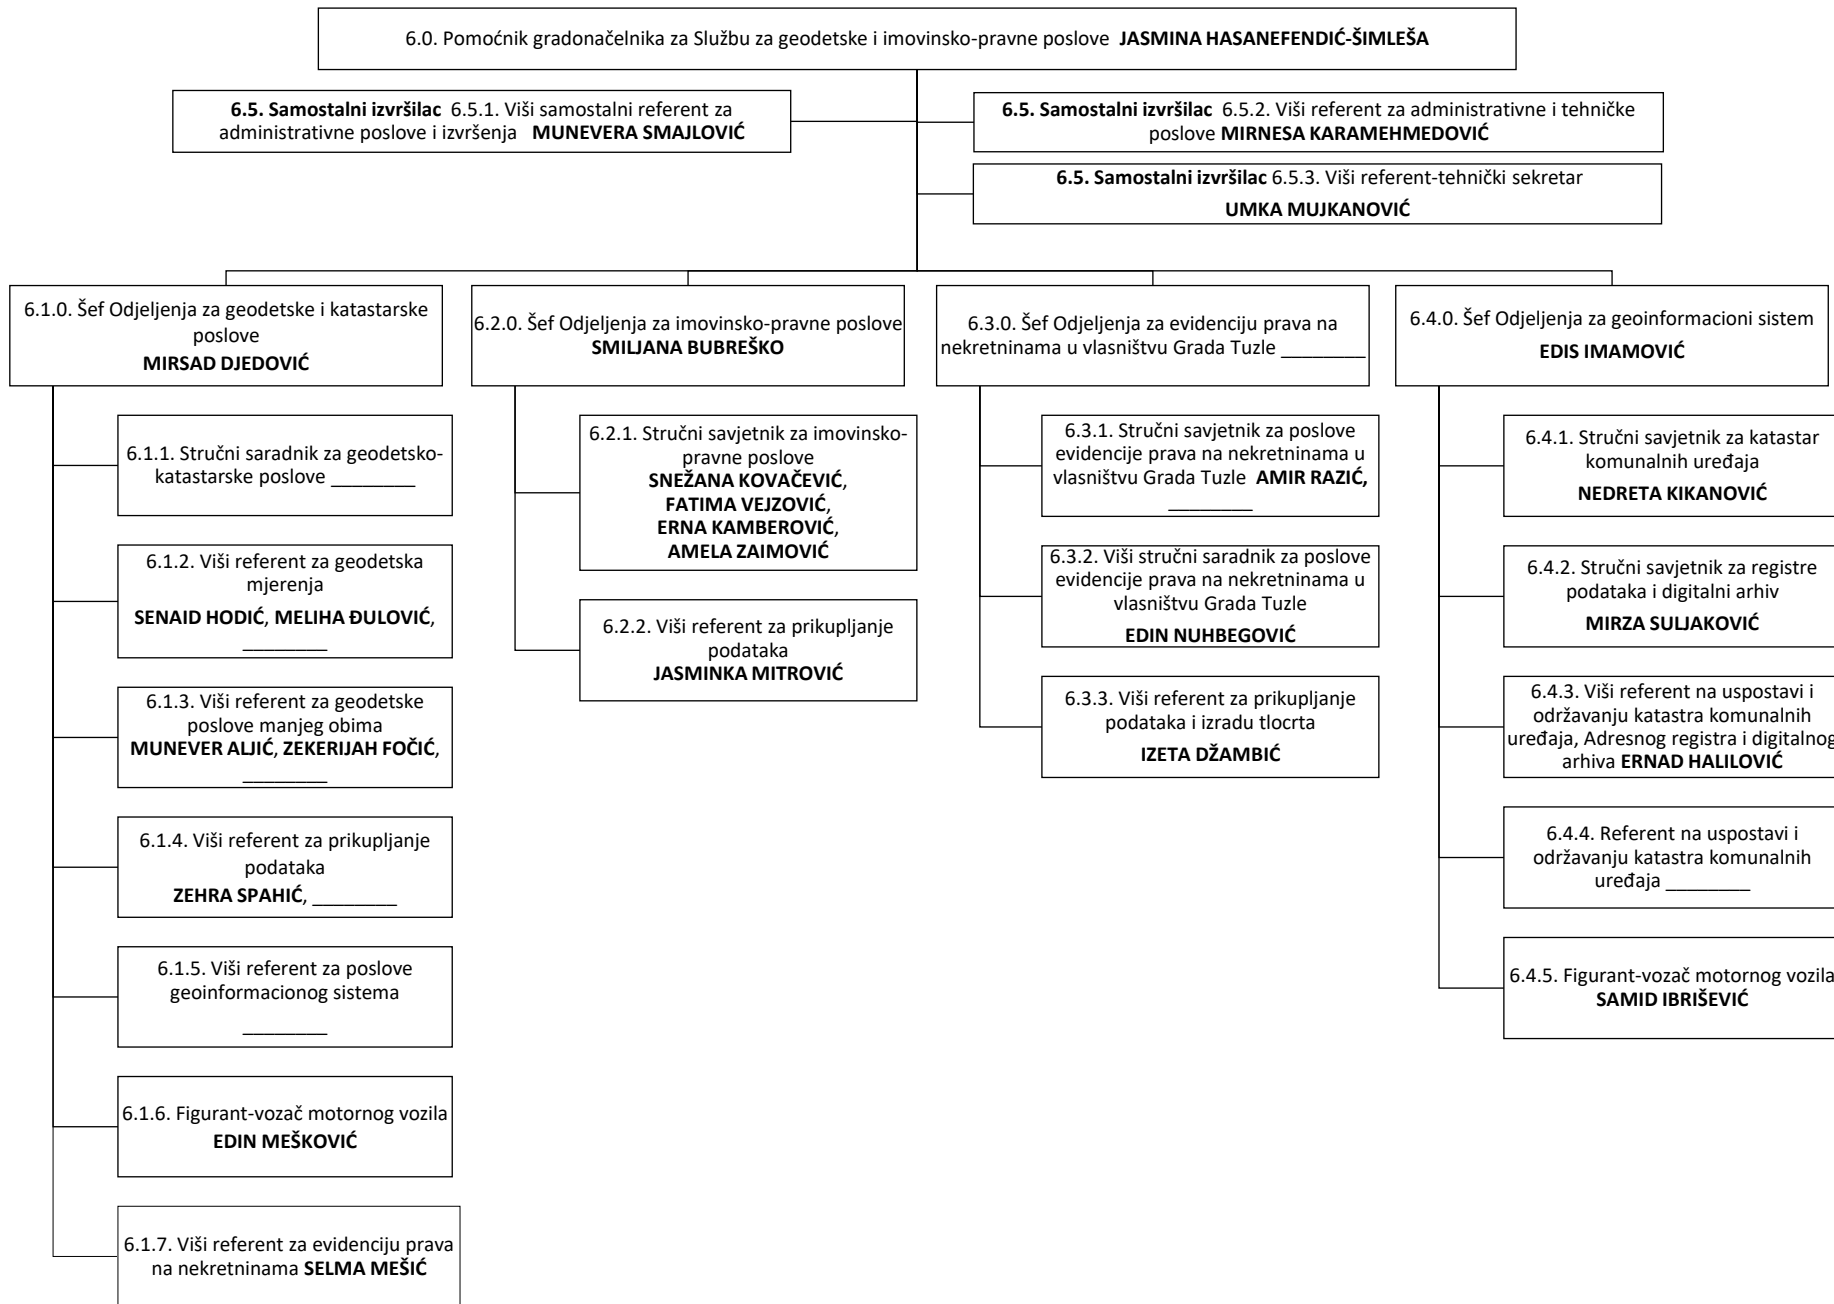 6.0. Pomoćnik gradonačelnika za Službu za geodetske i imovinsko-pravne poslove JASMINA HASANEFENDIĆ-ŠIMLEŠA
6.5. Samostalni izvršilac 6.5.1. Viši samostalni referent za
administrativne poslove i izvršenja MUNEVERA SMAJLOVIĆ
6.5. Samostalni izvršilac 6.5.2. Viši referent za administrativne i tehničke
poslove MIRNESA KARAMEHMEDOVIĆ
6.5. Samostalni izvršilac 6.5.3. Viši referent-tehnički sekretar
UMKA MUJKANOVIĆ
6.1.0. Šef Odjeljenja za geodetske i katastarske
poslove
MIRSAD DJEDOVIĆ
6.1.1. Stručni saradnik za geodetsko-
katastarske poslove ________
6.1.2. Viši referent za geodetska
mjerenja
SENAID HODIĆ, MELIHA ĐULOVIĆ,
________
6.1.3. Viši referent za geodetske
poslove manjeg obima
MUNEVER ALJIĆ, ZEKERIJAH FOČIĆ,
________
6.1.4. Viši referent za prikupljanje
podataka
ZEHRA SPAHIĆ, ________
6.1.5. Viši referent za poslove
geoinformacionog sistema
________
6.1.6. Figurant-vozač motornog vozila
EDIN MEŠKOVIĆ
6.1.7. Viši referent za evidenciju prava
na nekretninama SELMA MEŠIĆ
6.2.0. Šef Odjeljenja za imovinsko-pravne poslove
SMILJANA BUBREŠKO
6.2.1. Stručni savjetnik za imovinsko-
pravne poslove
SNEŽANA KOVAČEVIĆ,
FATIMA VEJZOVIĆ,
ERNA KAMBEROVIĆ,
AMELA ZAIMOVIĆ
6.2.2. Viši referent za prikupljanje
podataka
JASMINKA MITROVIĆ
6.3.0. Šef Odjeljenja za evidenciju prava na
nekretninama u vlasništvu Grada Tuzle ________
6.3.1. Stručni savjetnik za poslove
evidencije prava na nekretninama u
vlasništvu Grada Tuzle AMIR RAZIĆ,
________
6.3.2. Viši stručni saradnik za poslove
evidencije prava na nekretninama u
vlasništvu Grada Tuzle
EDIN NUHBEGOVIĆ
6.3.3. Viši referent za prikupljanje
podataka i izradu tlocrta
IZETA DŽAMBIĆ
6.4.0. Šef Odjeljenja za geoinformacioni sistem
EDIS IMAMOVIĆ
6.4.1. Stručni savjetnik za katastar
komunalnih uređaja
NEDRETA KIKANOVIĆ
6.4.2. Stručni savjetnik za registre
podataka i digitalni arhiv
MIRZA SULJAKOVIĆ
6.4.3. Viši referent na uspostavi i
održavanju katastra komunalnih
uređaja, Adresnog registra i digitalnog
arhiva ERNAD HALILOVIĆ
6.4.4. Referent na uspostavi i
održavanju katastra komunalnih
uređaja ________
6.4.5. Figurant-vozač motornog vozila
SAMID IBRIŠEVIĆ